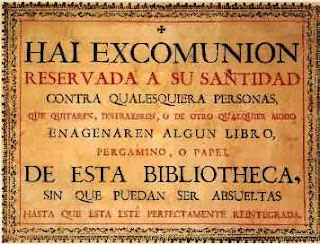 HAI EXCOMUNION
RESERVADA A SU SANTIDAD
CONTRA QUALESQUIERA PERSONAS,
QUE QUITAREN, DISTRAXEREN, O DE OTRO QUALQUIER MODO
ENAGENAREN ALGUN LIBRO,
PERGAMINO, O PAPEL
DE ESTA BIBLIOTHECA,
SIN QUE PUEDAN SER ABSUELTAS
HASTA QUE ESTA ESTÉ PERFECTAMENTE REINTEGRADA.